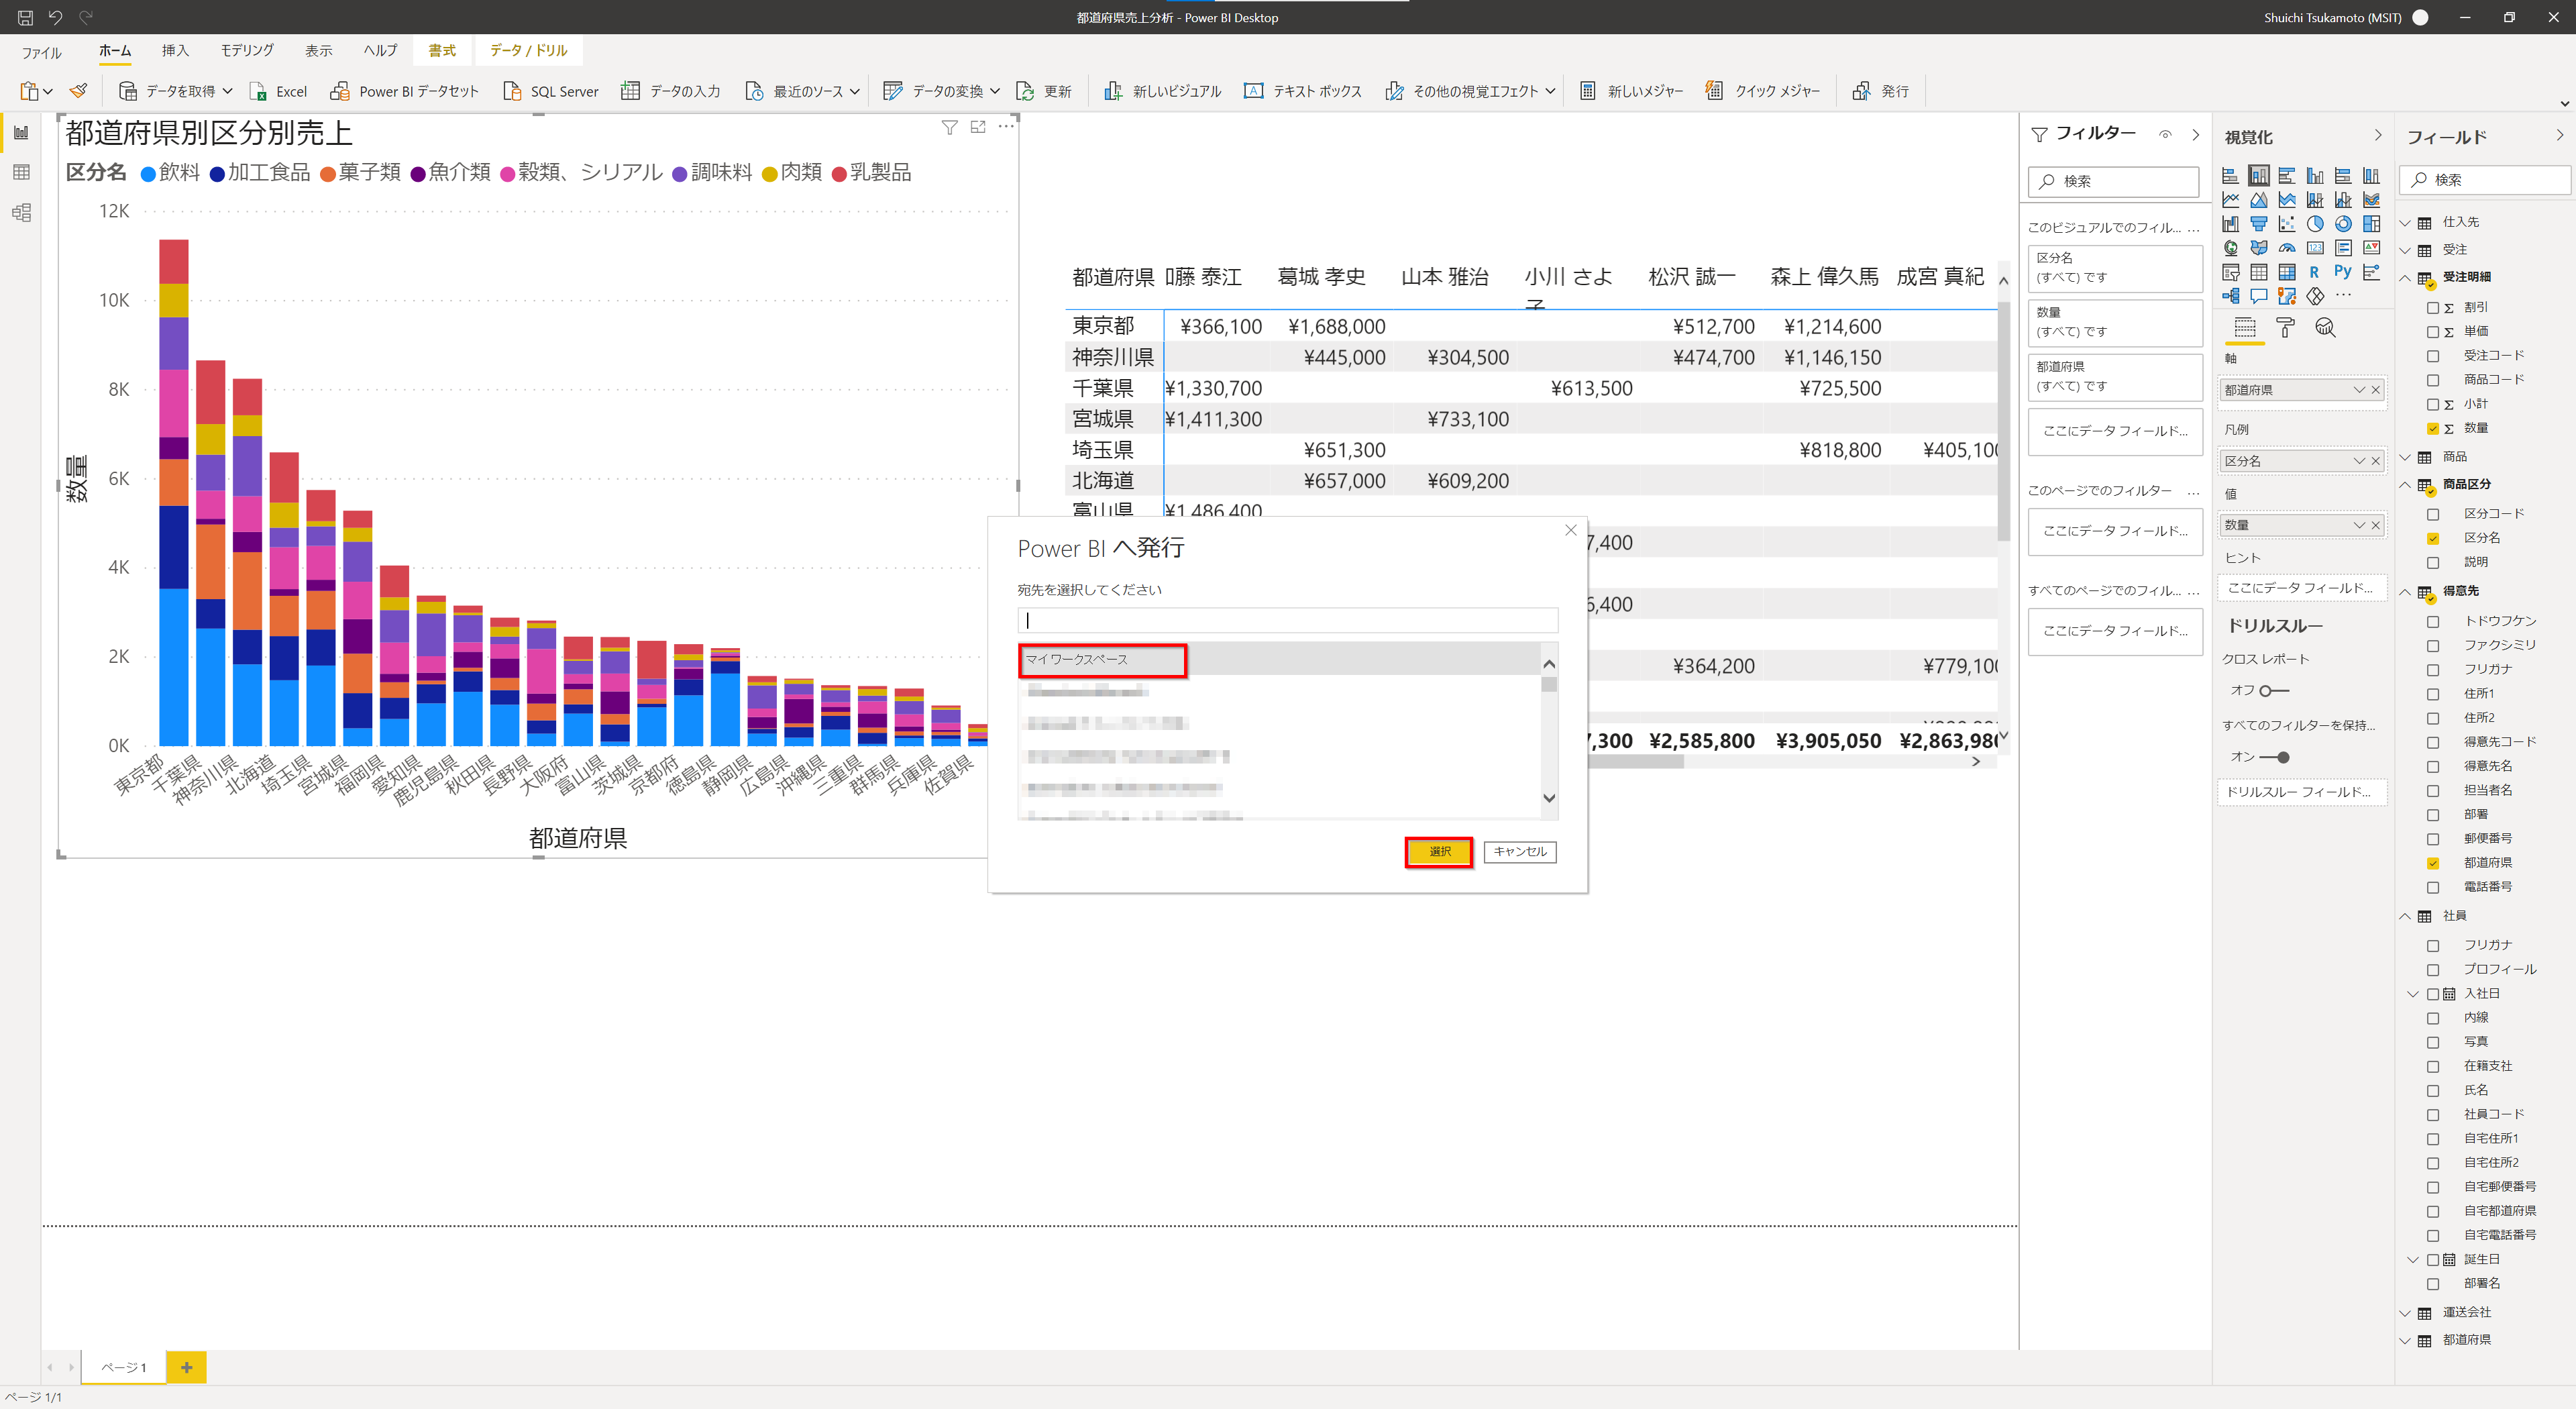 都道府県売上分析 - Power BI Desktop
Shuichi Tsukamoto (MSIT)
ファイル ホーム 挿入 モデリング 表示 ヘルプ 書式 データ / ドリル
データを取得 Excel Power BI データセット SQL Server データの入力 最近のソース データの変換 更新 新しいビジュアル テキスト ボックス その他の視覚エフェクト 新しいメジャー クイック メジャー 発行
都道府県別区分別売上
区分名 飲料 加工食品 菓子類 魚介類 穀類、シリアル 調味料 肉類 乳製品
12K
10K
8K
6K
4K
2K
0K
数量
東京都 千葉県 神奈川県 北海道 埼玉県 宮城県 福岡県 愛知県 鹿児島県 秋田県 長野県 大阪府 富山県 茨城県 京都府 徳島県 静岡県 広島県 沖縄県 三重県 群馬県 兵庫県 佐賀県
都道府県
都道府県 藤 泰江 葛城 孝史 山本 雅治 小川 さよ子 松沢 誠一 森上 偉久馬 成宮 真紀
東京都 ¥366,100 ¥1,688,000 ¥512,700 ¥1,214,600
神奈川県 ¥445,000 ¥304,500 ¥474,700 ¥1,146,150
千葉県 ¥1,330,700 ¥613,500 ¥725,500
宮城県 ¥1,411,300 ¥733,100
埼玉県 ¥651,300 ¥818,800 ¥405,100
北海道 ¥657,000 ¥609,200
富山県 ¥1,486,400
7,400
6,400
¥364,200 ¥779,100
7,300 ¥2,585,800 ¥3,905,050 ¥2,863,980
Power BI へ発行
宛先を選択してください
マイ ワークスペース
選択 キャンセル
フィルター
検索
このビジュアルでのフィル... ...
区分名
(すべて) です
数量
(すべて) です
都道府県
(すべて) です
ここにデータ フィールド...
このページでのフィルター ...
ここにデータ フィールド...
すべてのページでのフィル... ...
ここにデータ フィールド...
視覚化
123
R Py
...
軸
都道府県
凡例
区分名
値
数量
ヒント
ここにデータ フィールド...
ドリルスルー
クロス レポート
オフ
すべてのフィルターを保持...
オン
ドリルスルー フィールド...
フィールド
検索
仕入先
受注
受注明細
Σ 割引
Σ 単価
受注コード
商品コード
Σ 小計
Σ 数量
商品
商品区分
区分コード
区分名
説明
得意先
トドウフケン
ファクシミリ
フリガナ
住所1
住所2
得意先コード
得意先名
担当者名
部署
郵便番号
都道府県
電話番号
社員
フリガナ
プロフィール
入社日
内線
写真
在籍支社
氏名
社員コード
自宅住所1
自宅住所2
自宅郵便番号
自宅都道府県
自宅電話番号
誕生日
部署名
運送会社
都道府県
ページ 1
ページ 1/1